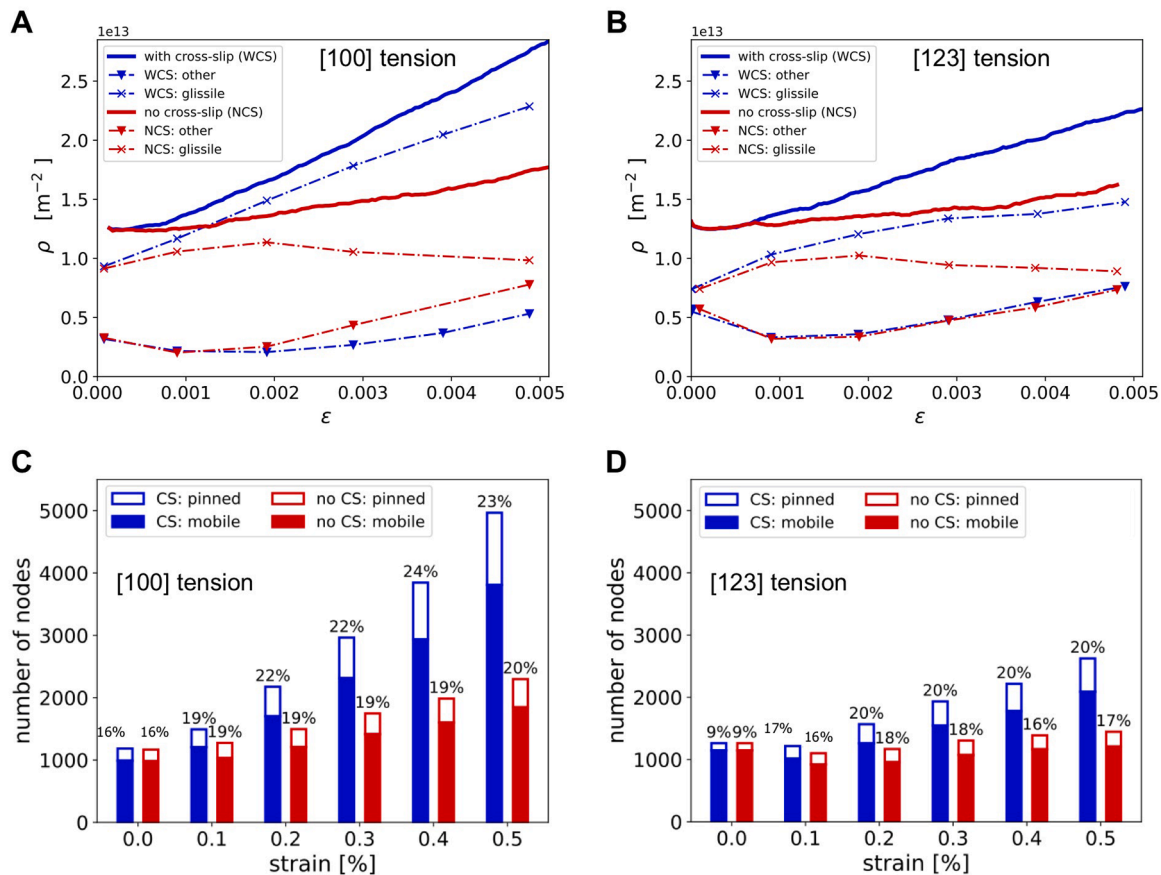 A
1e13
[100] tension
with cross-slip (WCS)
WCS: other
WCS: glissile
no cross-slip (NCS)
NCS: other
NCS: glissile
2.5
2.0
1.5
1.0
0.5
0.0
ρ [m⁻²]
0.000 0.001 0.002 0.003 0.004 0.005
ε
B
1e13
[123] tension
with cross-slip (WCS)
WCS: other
WCS: glissile
no cross-slip (NCS)
NCS: other
NCS: glissile
2.5
2.0
1.5
1.0
0.5
0.0
ρ [m⁻²]
0.000 0.001 0.002 0.003 0.004 0.005
ε
C
CS: pinned no CS: pinned
CS: mobile no CS: mobile
[100] tension
5000
4000
3000
2000
1000
0
number of nodes
16% 16% 19% 19% 22% 19% 22% 19% 24% 19% 23% 20%
0.0 0.1 0.2 0.3 0.4 0.5
strain [%]
D
CS: pinned no CS: pinned
CS: mobile no CS: mobile
[123] tension
5000
4000
3000
2000
1000
0
number of nodes
9% 9% 17% 16% 20% 18% 20% 18% 20% 16% 20% 17%
0.0 0.1 0.2 0.3 0.4 0.5
strain [%]